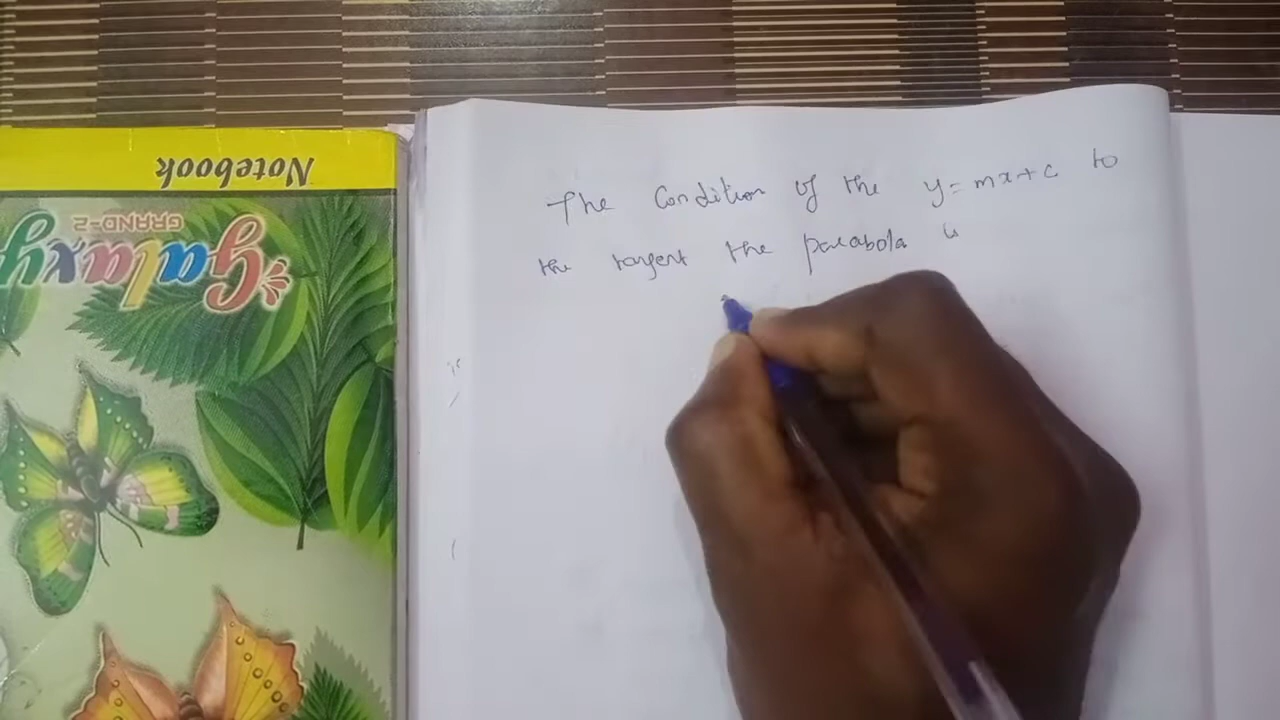 Notebook
Galaxy
GRAND-2
The Condition of the y = mx+c to
the tangent the parabola is